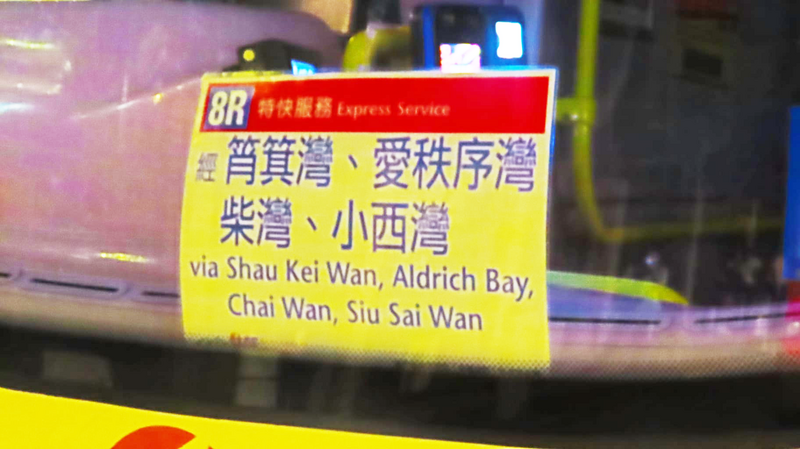 8R 特快服務 Express Service
經 筲箕灣、愛秩序灣
柴灣、小西灣
via Shau Kei Wan, Aldrich Bay,
Chai Wan, Siu Sai Wan